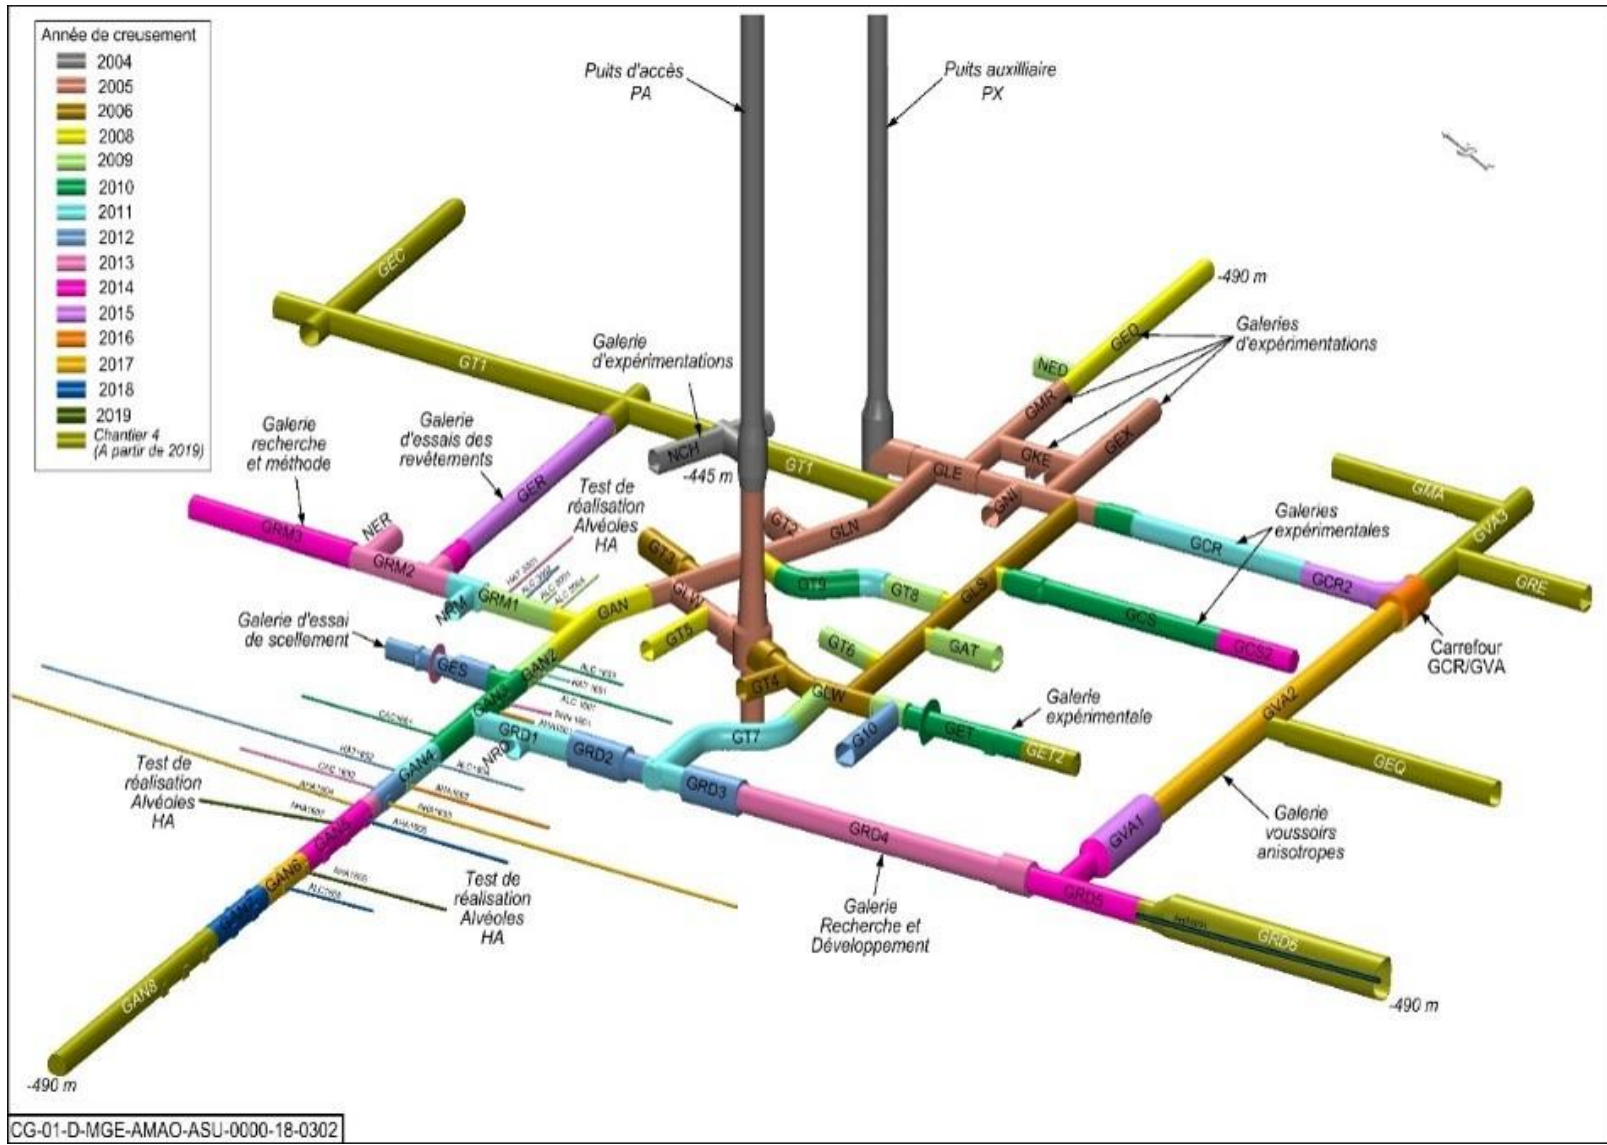 Année de creusement
2004
2005
2006
2008
2009
2010
2011
2012
2013
2014
2015
2016
2017
2018
2019
Chantier 4
(A partir de 2019)
Puits d'accès
PA
Puits auxilliaire
PX
-490 m
Galeries
d'expérimentations
GEC
GT1
Galerie
d'expérimentations
NCH
-445 m
GT1
NED
GED
GMR
GKE
GEX
GLE
GNI
Galerie
recherche
et méthode
Galerie
d'essais des
revêtements
GER
Test de
réalisation
Alvéoles
HA
GRM3
NER
GRM2
GRM1
NRM
GAN
GT2
GLN
GT3
GLW
GT5
GT9
GT8
GLS
GT6
GAT
GT4
GLW
GCR
GCR2
Galeries
expérimentales
GCS
GCS2
GMA
GVA3
GRE
Carrefour
GCR/GVA
GVA2
GEQ
Galerie d'essai
de scellement
GES
GAN2
GAN3
GRD1
NRD
GRD2
GT7
GRD3
G10
GET
GET2
Galerie
expérimentale
GAN4
Test de
réalisation
Alvéoles
HA
GAN5
GAN6
GAN7
GAN8
-490 m
Test de
réalisation
Alvéoles
HA
GRD4
Galerie
Recherche et
Développement
GVA1
Galerie
voussoirs
anisotropes
GRD5
GRD6
-490 m
CG-01-D-MGE-AMAO-ASU-0000-18-0302